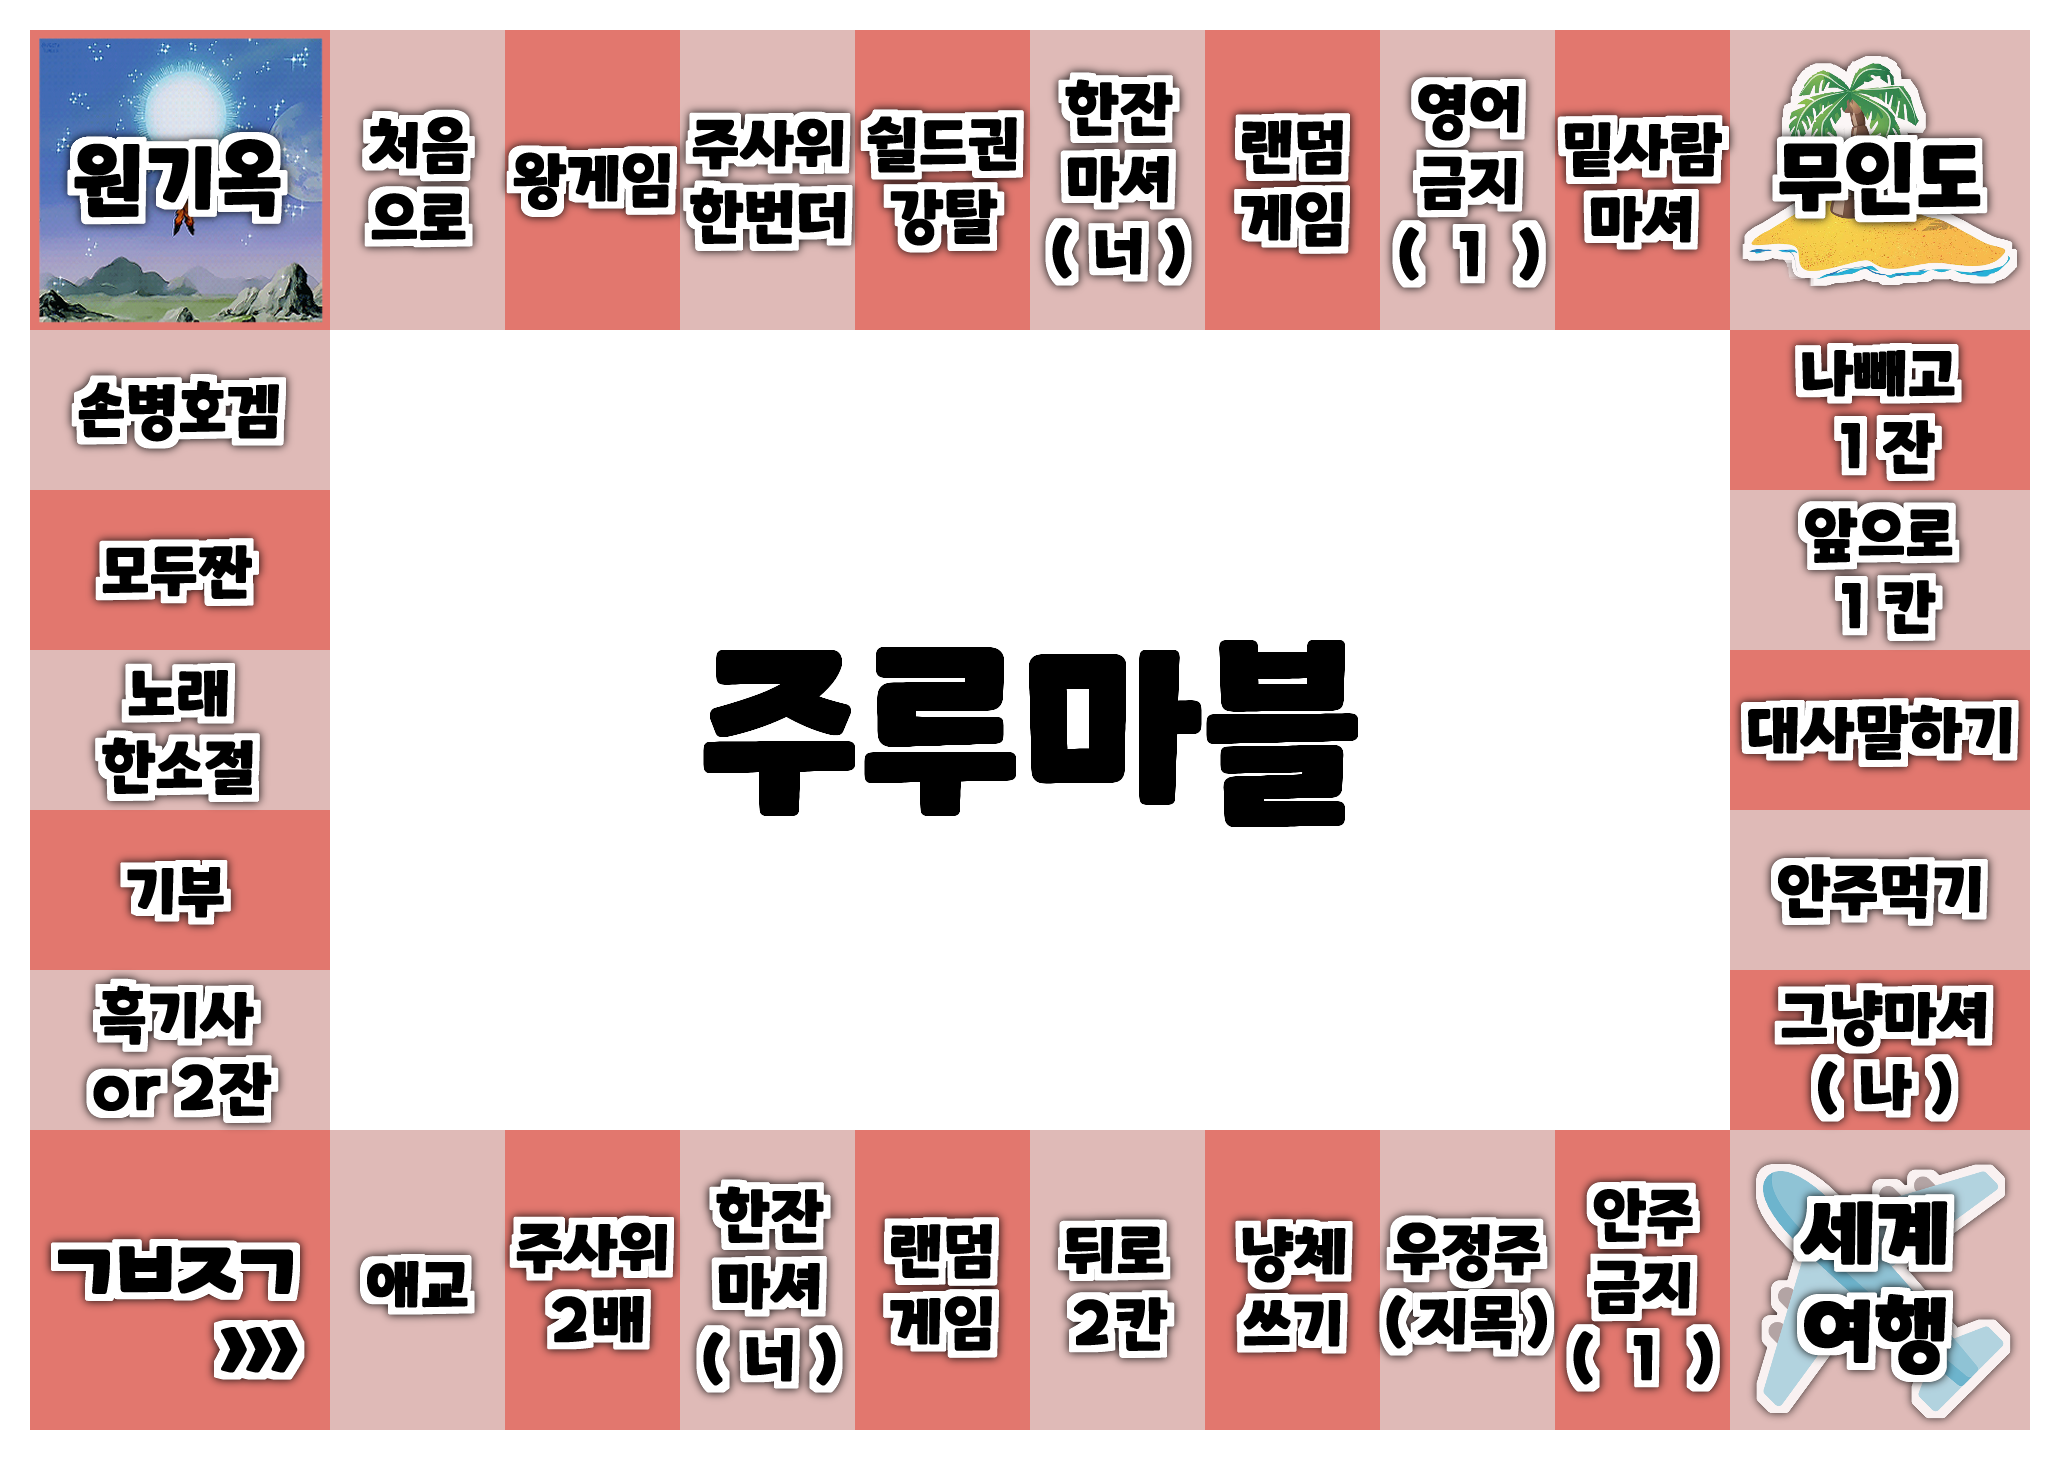 원기옥
처음
으로
왕게임
주사위
한번더
쉴드권
강탈
한잔
마셔
( 너 )
랜덤
게임
영어
금지
( 1 )
밑사람
마셔
무인도
손병호겜
나빼고
1 잔
모두짠
앞으로
1 칸
노래
한소절
대사말하기
기부
안주먹기
흑기사
or 2잔
그냥마셔
( 나 )
주루마블
ㄱㅂㅈㄱ
>>>
애교
주사위
2배
한잔
마셔
( 너 )
랜덤
게임
뒤로
2칸
냥체
쓰기
우정주
(지목)
안주
금지
( 1 )
세계
여행